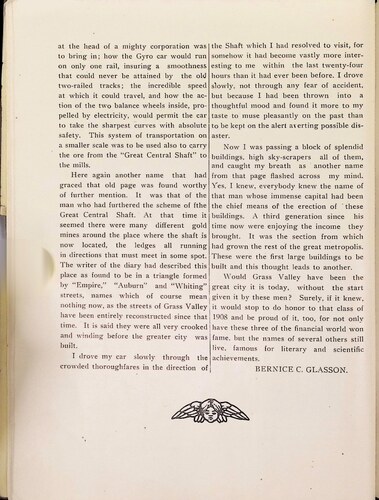 at the head of a mighty corporation was
to bring in; how the Gyro car would run
on only one rail, insuring a smoothness
that could never be attained by the old
two-railed tracks; the incredible speed
at which it could travel, and how the ac-
tion of the two balance wheels inside, pro-
pelled by electricity, would permit the car
to take the sharpest curves with absolute
safety. This system of transportation on
a smaller scale was to be used also to carry
the ore from the "Great Central Shaft" to
the mills.
Here again another name that had
graced that old page was found worthy
of further mention. It was that of the
man who had furthered the scheme of fthe
Great Central Shaft. At that time it
seemed there were many different gold
mines around the place where the shaft is
now located, the ledges all running
in directions that must meet in some spot.
The writer of the diary had described this
place as found to be in a triangle formed
by "Empire," "Auburn" and "Whiting"
streets, names which of course mean
nothing now, as the streets of Grass Valley
have been entirely reconstructed since that
time. It is said they were all very crooked
and winding before the greater city was
built.
I drove my car slowly through the
crowded thoroughfares in the direction of
the Shaft which I had resolved to visit, for
somehow it had become vastly more inter-
esting to me within the last twenty-four
hours than it had ever been before. I drove
slowly, not through any fear of accident,
but because I had been thrown into a
thoughtful mood and found it more to my
taste to muse pleasantly on the past than
to be kept on the alert averting possible dis-
aster.
Now I was passing a block of splendid
buildings, high sky-scrapers all of them,
and caught my breath as another name
from that page flashed across my mind.
Yes, I knew, everybody knew the name of
that man whose immense capital had been
the chief means of the erection of these
buildings. A third generation since his
time now were enjoying the income they
brought. It was the section from which
had grown the rest of the great metropolis.
These were the first large buildings to be
built and this thought leads to another.
Would Grass Valley have been the
great city it is today, without the start
given it by these men? Surely, if it knew,
it would stop to do honor to that class of
1908 and be proud of it, too, for not only
have these three of the financial world won
fame, but the names of several others still
live, famous for literary and scientific
achievements.
BERNICE C. GLASSON.